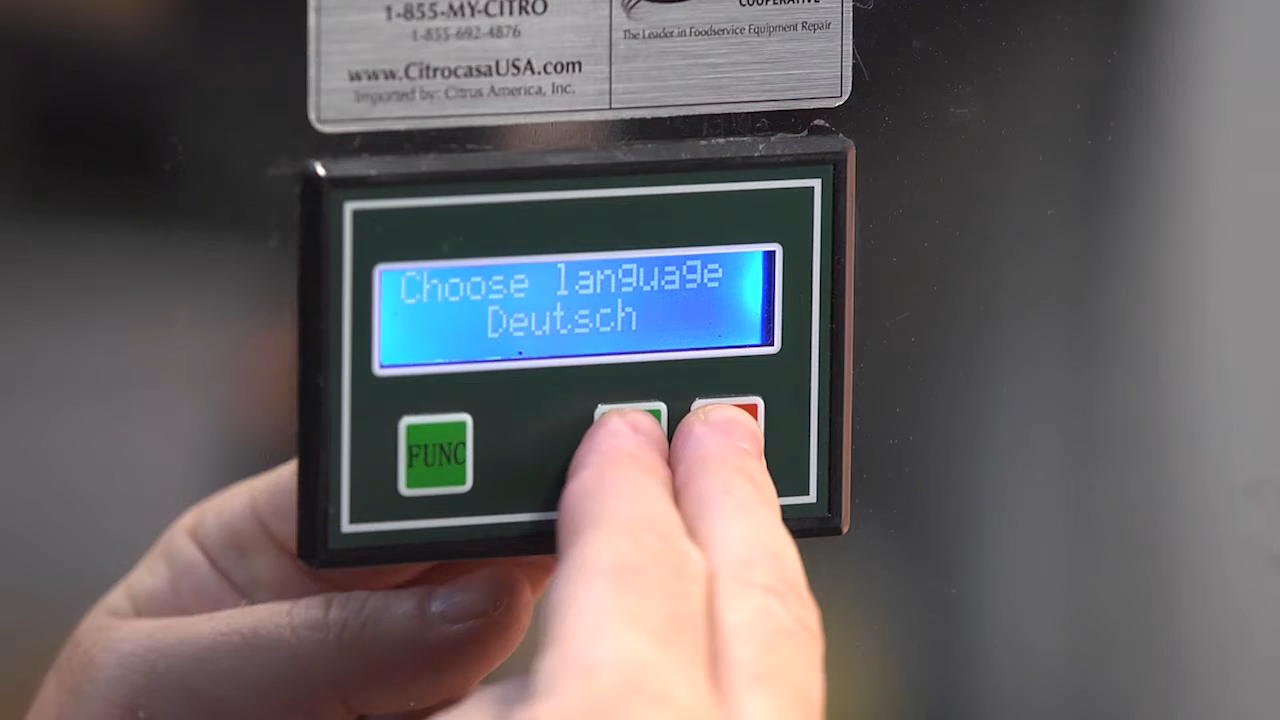 1-855-MY-CITRO
1-855-692-4876
www.CitrocasaUSA.com
Imported by: Citrus America, Inc.
COOPERATIVE
The Leader in Foodservice Equipment Repair
Choose language
Deutsch
FUNC